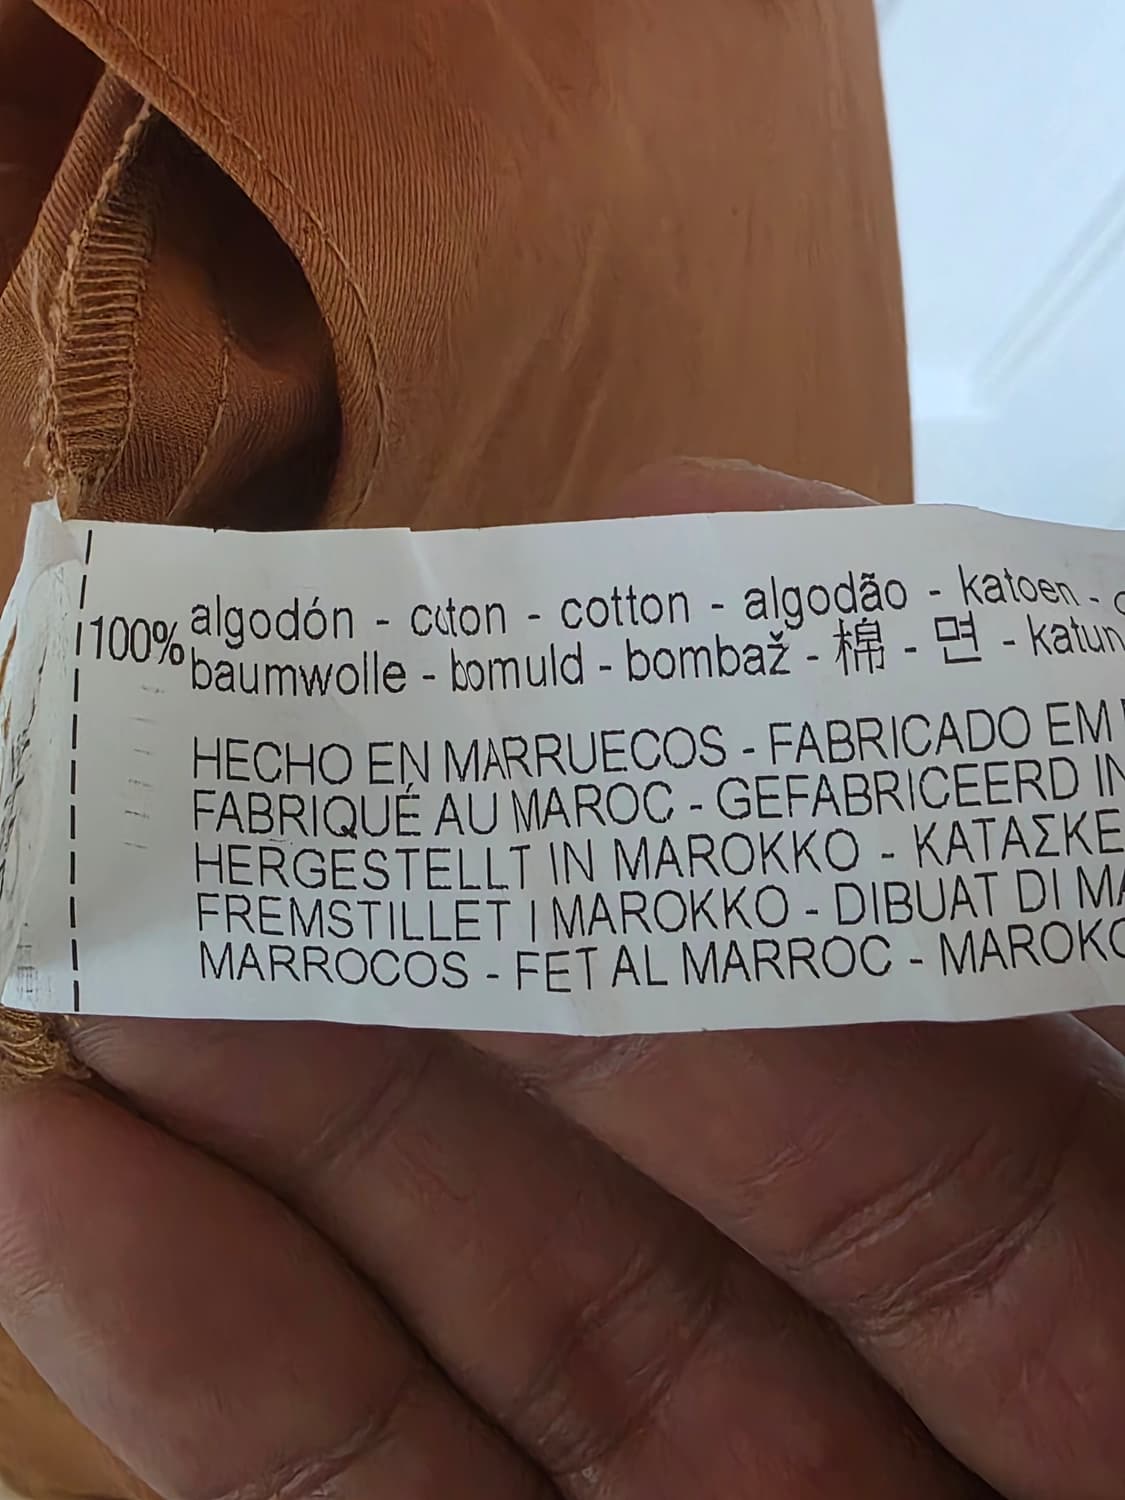 100% algodón - coton - cotton - algodão - katoen -
baumwolle - bomuld - bombaž - 棉 - 면 - katun
HECHO EN MARRUECOS - FABRICADO EM
FABRIQUÉ AU MAROC - GEFABRICEERD IN
HERGESTELLT IN MAROKKO - ΚΑΤΑΣΚΕ
FREMSTILLET I MAROKKO - DIBUAT DI MA
MARROCOS - FET AL MARROC - MAROKO